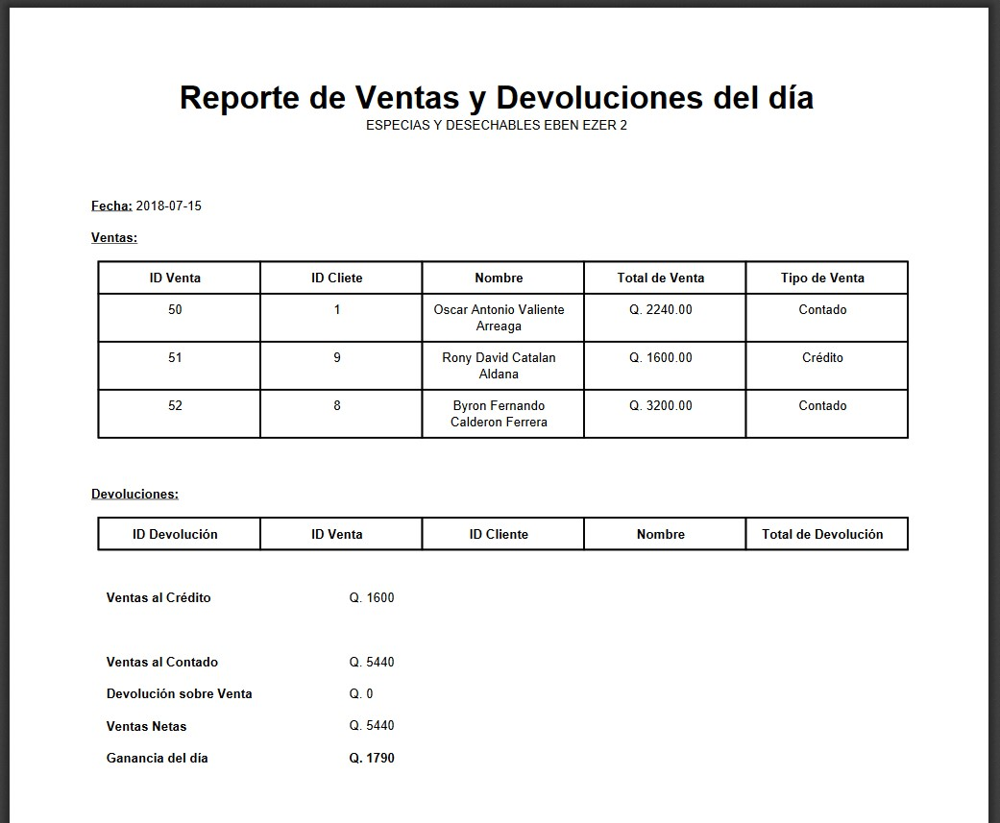 Reporte de Ventas y Devoluciones del día
ESPECIAS Y DESECHABLES EBEN EZER 2
Fecha: 2018-07-15
Ventas:
ID Venta ID Cliete Nombre Total de Venta Tipo de Venta
50 1 Oscar Antonio Valiente Q. 2240.00 Contado
Arreaga
51 9 Rony David Catalan Q. 1600.00 Crédito
Aldana
52 8 Byron Fernando Q. 3200.00 Contado
Calderon Ferrera
Devoluciones:
ID Devolución ID Venta ID Cliente Nombre Total de Devolución
Ventas al Crédito Q. 1600
Ventas al Contado Q. 5440
Devolución sobre Venta Q. 0
Ventas Netas Q. 5440
Ganancia del día Q. 1790